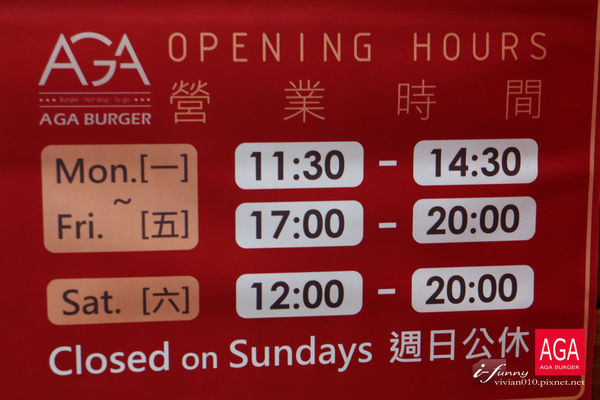 AGA
Burger · Hot dog · To go
AGA BURGER
OPENING HOURS
營業時間
Mon.[一] 11:30 - 14:30
~
Fri. [五] 17:00 - 20:00
Sat. [六] 12:00 - 20:00
Closed on Sundays 週日公休
AGA
AGA BURGER
i-funny
vivian010.pixnet.net